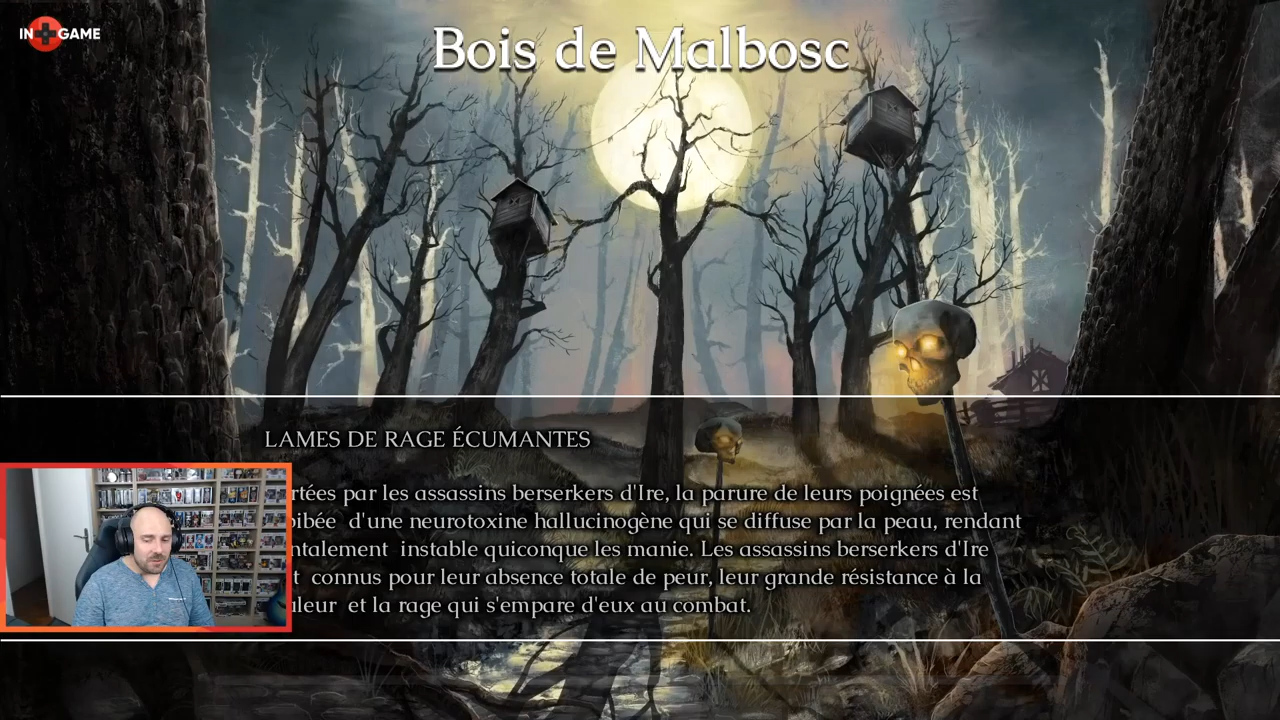 IN GAME
Bois de Malbosc
LAMES DE RAGE ÉCUMANTES
par les assassins berserkers d'Ire, la parure de leurs poignées est
d'une neurotoxine hallucinogène qui se diffuse par la peau, rendant
instable quiconque les manie. Les assassins berserkers d'Ire
connus pour leur absence totale de peur, leur grande résistance à la
et la rage qui s'empare d'eux au combat.